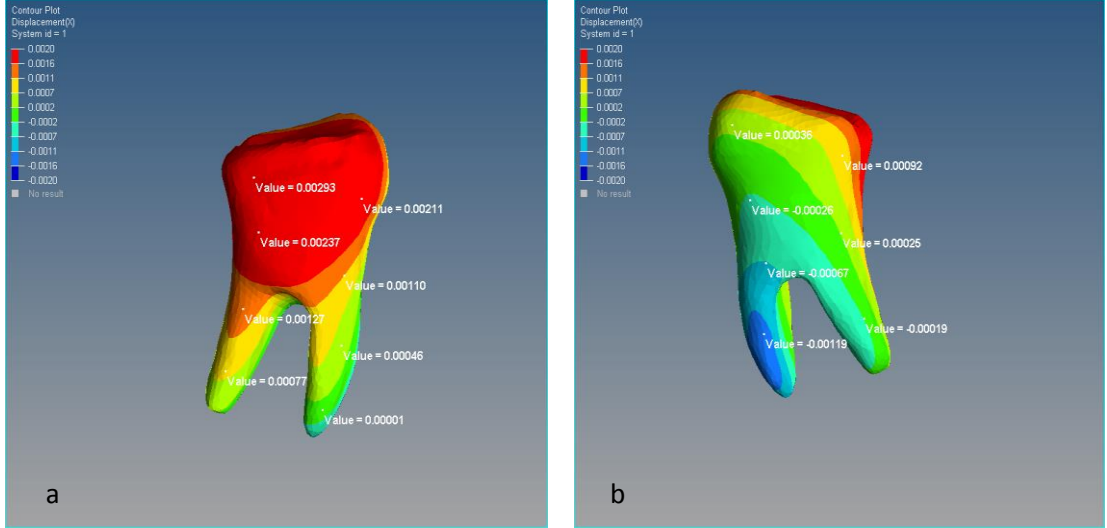 Contour Plot
Displacement(X)
System id = 1
0.0020
0.0016
0.0011
0.0007
0.0002
-0.0002
-0.0007
-0.0011
-0.0016
-0.0020
No result
Value = 0.00293
Value = 0.00211
Value = 0.00237
Value = 0.00110
Value = 0.00127
Value = 0.00046
Value = 0.00077
Value = 0.00001
a
Contour Plot
Displacement(X)
System id = 1
0.0020
0.0016
0.0011
0.0007
0.0002
-0.0002
-0.0007
-0.0011
-0.0016
-0.0020
No result
Value = 0.00036
Value = 0.00092
Value = -0.00026
Value = 0.00025
Value = -0.00067
Value = -0.00019
Value = -0.00119
b